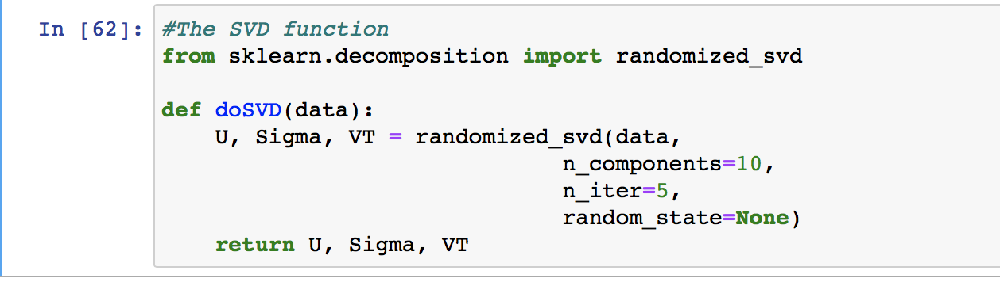 In [62]: #The SVD function
from sklearn.decomposition import randomized_svd
def doSVD(data):
U, Sigma, VT = randomized_svd(data,
n_components=10,
n_iter=5,
random_state=None)
return U, Sigma, VT